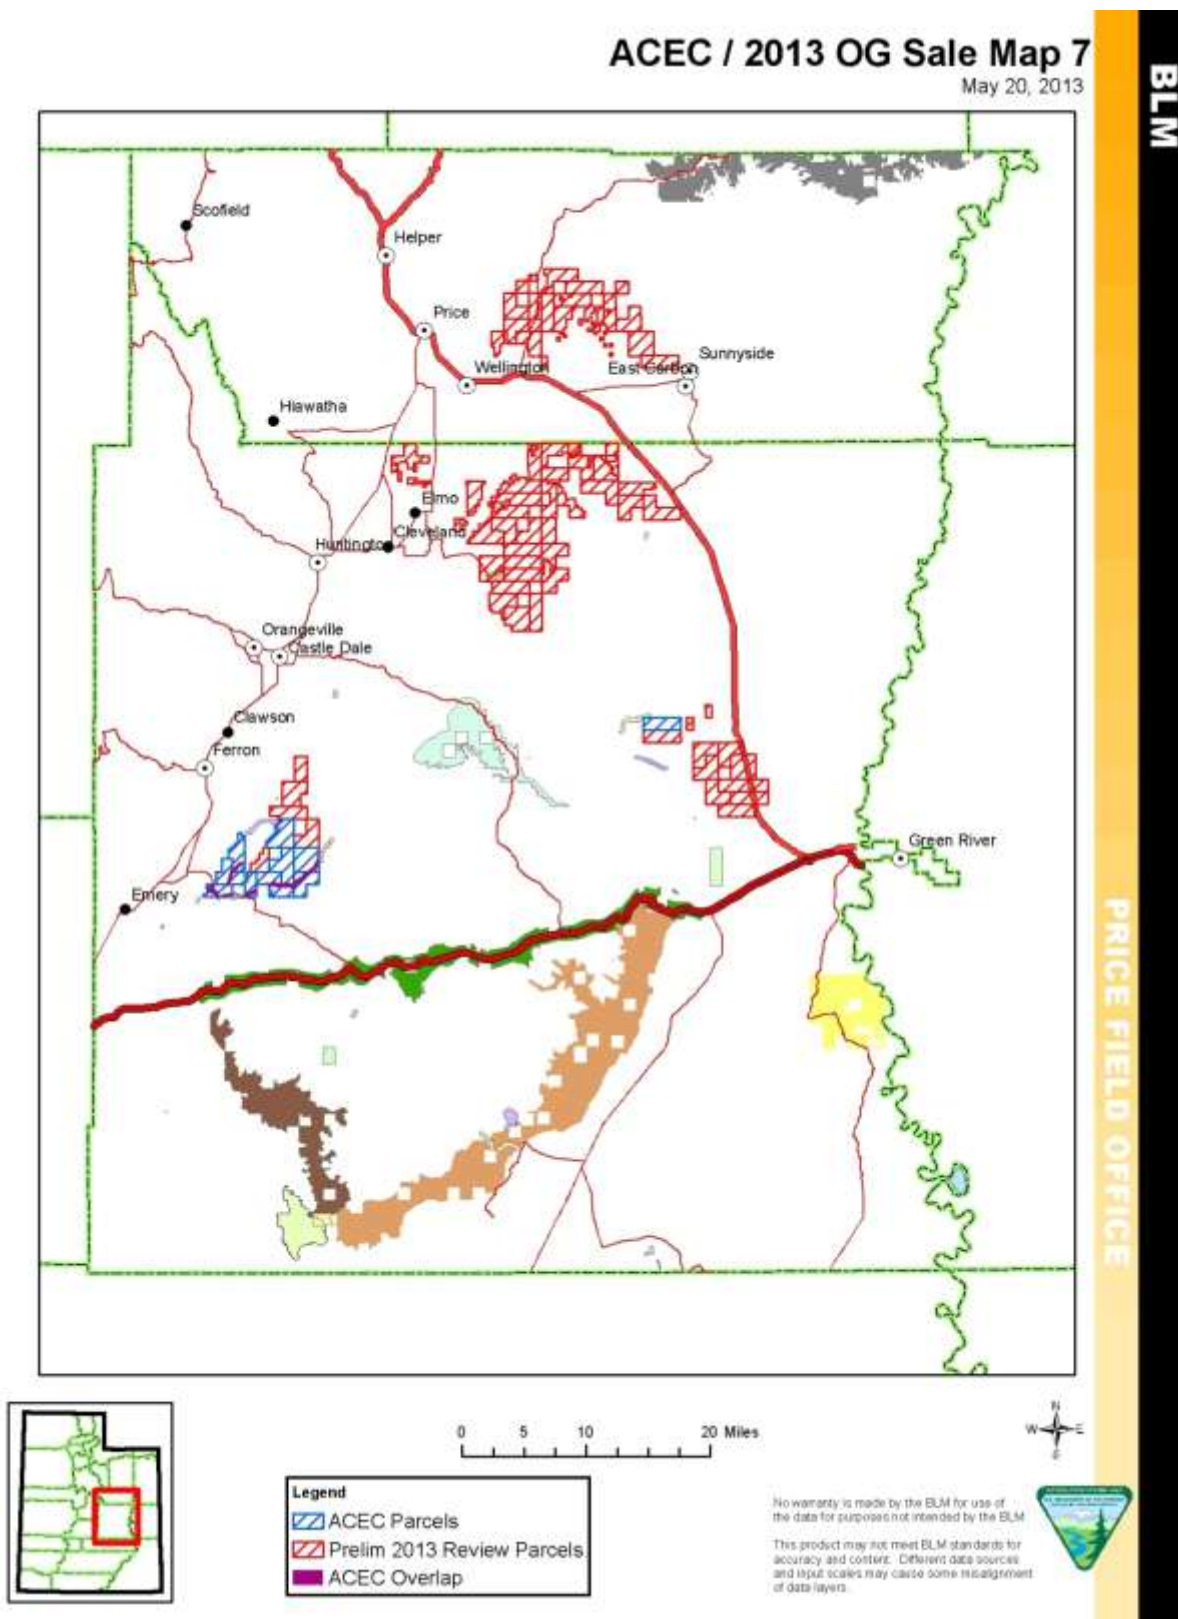 ACEC / 2013 OG Sale Map 7
May 20, 2013
BLM
Scofield
Helper
Price
Sunnyside
Wellington
East Carbon
Hiawatha
Elmo
Cleveland
Huntington
Orangeville
Castle Dale
Clawson
Ferron
Green River
Emery
PRICE FIELD OFFICE
0 5 10 20 Miles
N
W E
S
Legend
ACEC Parcels
Prelim 2013 Review Parcels
ACEC Overlap
No warranty is made by the BLM for use of
the data for purposes not intended by the BLM
This product may not meet BLM standards for
accuracy and content. Different data sources
and input scales may cause some misalignment
of data layers.